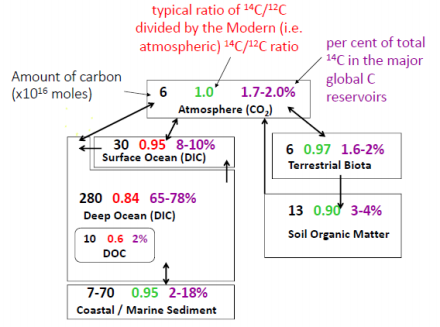 typical ratio of ¹⁴C/¹²C
divided by the Modern (i.e.
atmospheric) ¹⁴C/¹²C ratio
per cent of total
¹⁴C in the major
global C
reservoirs
Amount of carbon
(x10¹⁶ moles)
6 1.0 1.7-2.0%
Atmosphere (CO₂)
30 0.95 8-10%
Surface Ocean (DIC)
6 0.97 1.6-2%
Terrestrial Biota
280 0.84 65-78%
Deep Ocean (DIC)
13 0.90 3-4%
Soil Organic Matter
10 0.6 2%
DOC
7-70 0.95 2-18%
Coastal / Marine Sediment